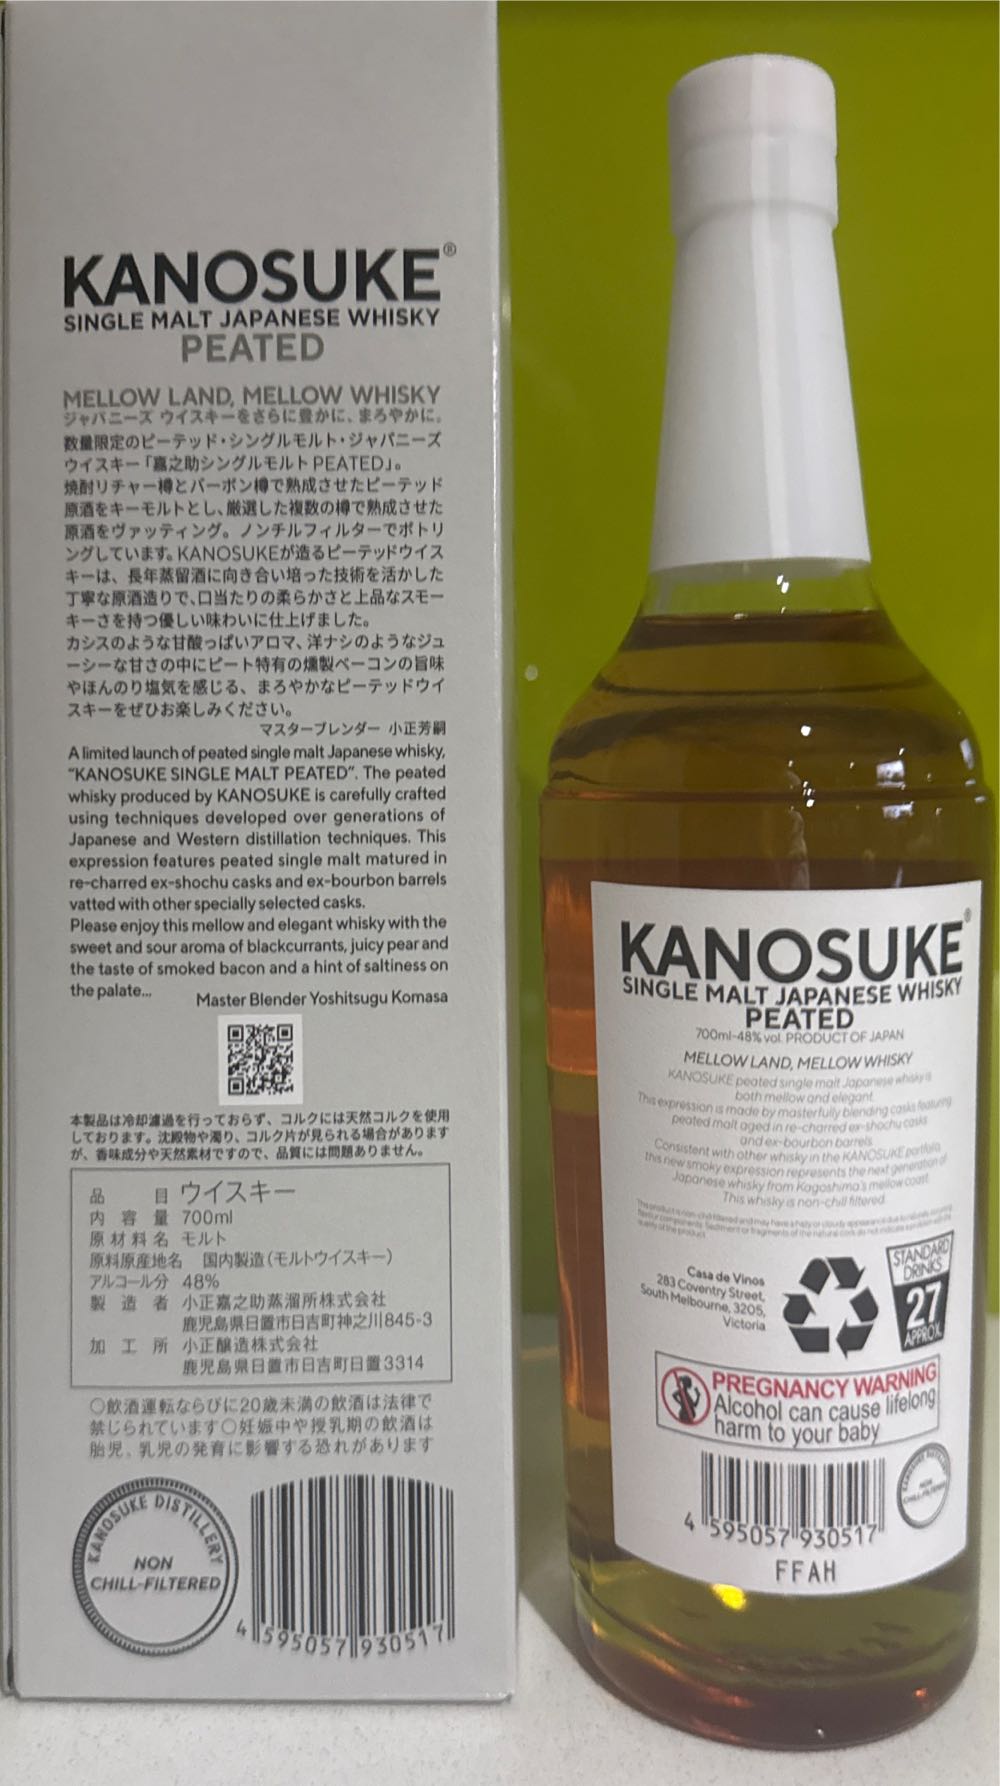 KANOSUKE®
SINGLE MALT JAPANESE WHISKY
PEATED
MELLOW LAND, MELLOW WHISKY
ジャパニーズ ウイスキーをさらに豊かに、まろやかに。
数量限定のピーテッド・シングルモルト・ジャパニーズ
ウイスキー「嘉之助シングルモルト PEATED」。
焼酎リチャー樽とバーボン樽で熟成させたピーテッド
原酒をキーモルトとし、厳選した複数の樽で熟成させた
原酒をヴァッティング。ノンチルフィルターでボトリ
ングしています。KANOSUKEが造るピーテッドウイス
キーは、長年蒸留酒に向き合い培った技術を活かした
丁寧な原酒造りで、口当たりの柔らかさと上品なスモー
キーさを持つ優しい味わいに仕上げました。
カシスのような甘酸っぱいアロマ、洋ナシのようなジュ
ーシーな甘さの中にピート特有の燻製ベーコンの旨味
やほんのり塩気を感じる、まろやかなピーテッドウイ
スキーをぜひお楽しみください。
マスターブレンダー 小正芳嗣
A limited launch of peated single malt Japanese whisky,
“KANOSUKE SINGLE MALT PEATED”. The peated
whisky produced by KANOSUKE is carefully crafted
using techniques developed over generations of
Japanese and Western distillation techniques. This
expression features peated single malt matured in
re-charred ex-shochu casks and ex-bourbon barrels
vatted with other specially selected casks.
Please enjoy this mellow and elegant whisky with the
sweet and sour aroma of blackcurrants, juicy pear and
the taste of smoked bacon and a hint of saltiness on
the palate...
Master Blender Yoshitsugu Komasa
本製品は冷却濾過を行っておらず、コルクには天然コルクを使用
しております。沈殿物や濁り、コルク片が見られる場合があります
が、香味成分や天然素材ですので、品質には問題ありません。
品目 ウイスキー
内容量 700ml
原材料名 モルト
原料原産地名 国内製造(モルトウイスキー)
アルコール分 48%
製造者 小正嘉之助蒸溜所株式会社
鹿児島県日置市日吉町神之川845-3
加工所 小正醸造株式会社
鹿児島県日置市日吉町日置3314
○飲酒運転ならびに20歳未満の飲酒は法律で
禁じられています○妊娠中や授乳期の飲酒は
胎児、乳児の発育に影響する恐れがあります
KANOSUKE DISTILLERY
NON
CHILL-FILTERED
4 595057 930517
KANOSUKE®
SINGLE MALT JAPANESE WHISKY
PEATED
700ml-48% vol. PRODUCT OF JAPAN
MELLOW LAND, MELLOW WHISKY
KANOSUKE peated single malt Japanese whisky is
both mellow and elegant.
This expression is made by masterfully blending casks featuring
peated malt aged in re-charred ex-shochu casks
and ex-bourbon barrels.
Consistent with other whisky in the KANOSUKE portfolio,
this new smoky expression represents the next generation of
Japanese whisky from Kagoshima's mellow coast.
This whisky is non-chill filtered.
Casa de Vinos
283 Coventry Street,
South Melbourne, 3205,
Victoria
STANDARD
DRINKS
27
APPROX.
PREGNANCY WARNING
Alcohol can cause lifelong
harm to your baby
NON
CHILL-FILTERED
4 595057 930517
FFAH